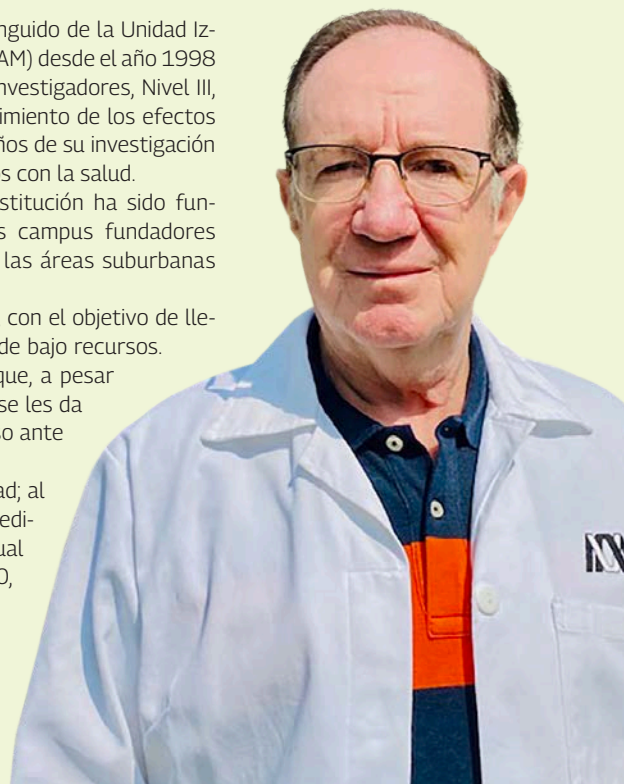 nguido de la Unidad Iz-
AM) desde el año 1998
nvestigadores, Nivel III,
imiento de los efectos
ños de su investigación
s con la salud.
stitución ha sido fun-
s campus fundadores
las áreas suburbanas
con el objetivo de lle-
de bajo recursos.
que, a pesar
se les da
so ante
ad; al
edi-
ual
0,